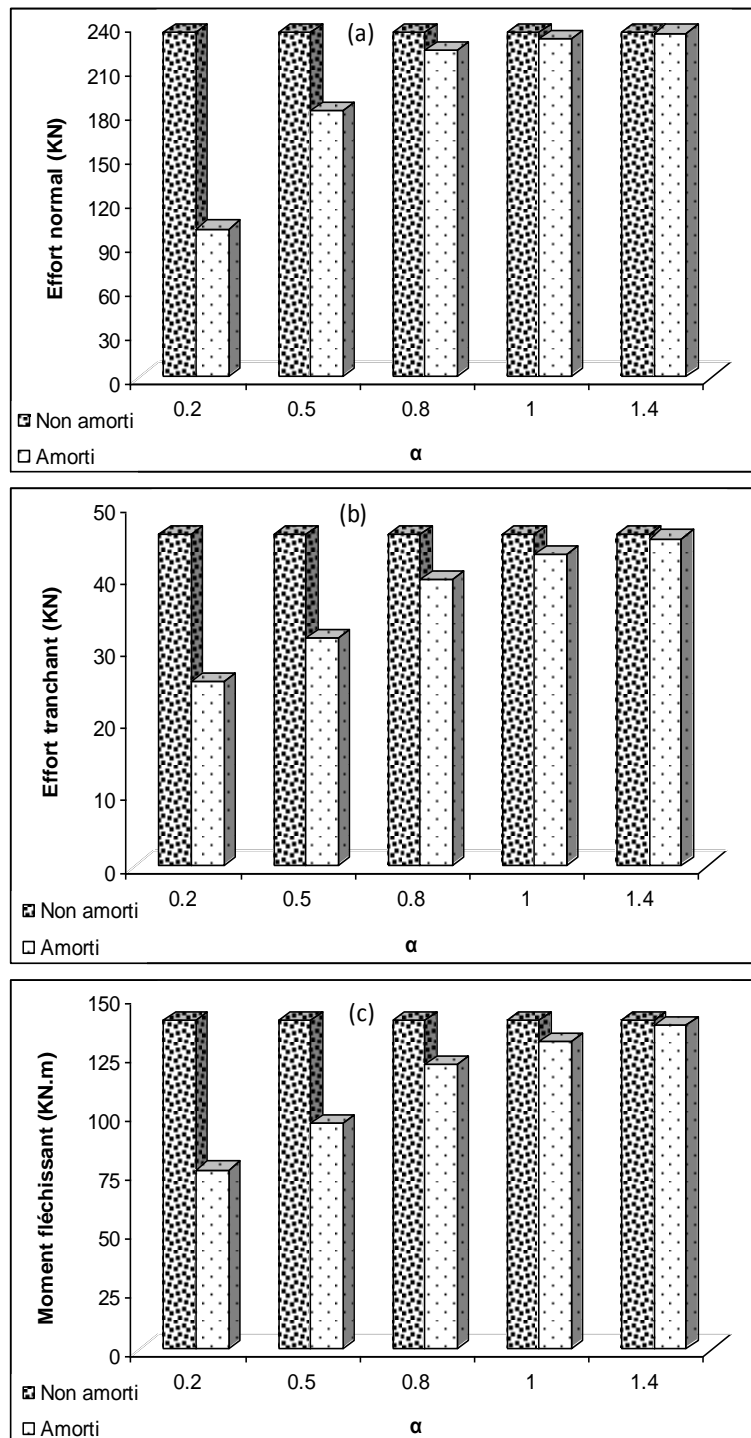 (a)
Effort normal (KN)
240
210
180
150
120
90
60
30
0
0.2 0.5 0.8 1 1.4
Non amorti
Amorti
α
(b)
Effort tranchant (KN)
50
40
30
20
10
0
0.2 0.5 0.8 1 1.4
Non amorti
Amorti
α
(c)
Moment fléchissant (KN.m)
150
125
100
75
50
25
0
0.2 0.5 0.8 1 1.4
Non amorti
Amorti
α